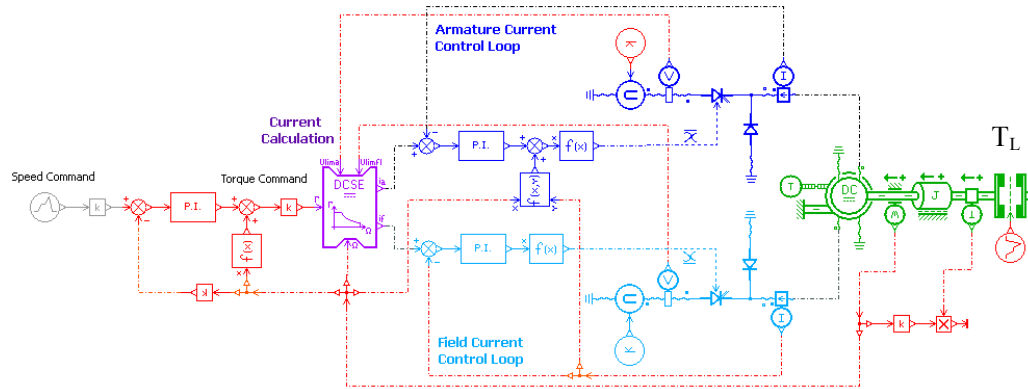 Armature Current
Control Loop
K
V
I
U
Current
Calculation
Ulima
Ulimfl
P.I.
f(x)
x
T_L
Speed Command
Torque Command
DCSE
ia
if
Γ
Γ
Ω
Ω
T
DC
J
k
P.I.
k
f(x)
x
f(x,y)
x
y
P.I.
f(x)
x
W
T
V
U
k
K
I
k
Field Current
Control Loop